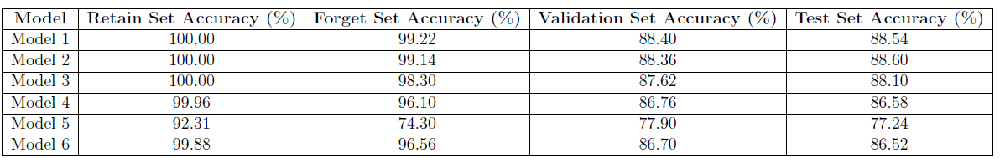 Model Retain Set Accuracy (%) Forget Set Accuracy (%) Validation Set Accuracy (%) Test Set Accuracy (%)
Model 1 100.00 99.22 88.40 88.54
Model 2 100.00 99.14 88.36 88.60
Model 3 100.00 98.30 87.62 88.10
Model 4 99.96 96.10 86.76 86.58
Model 5 92.31 74.30 77.90 77.24
Model 6 99.88 96.56 86.70 86.52